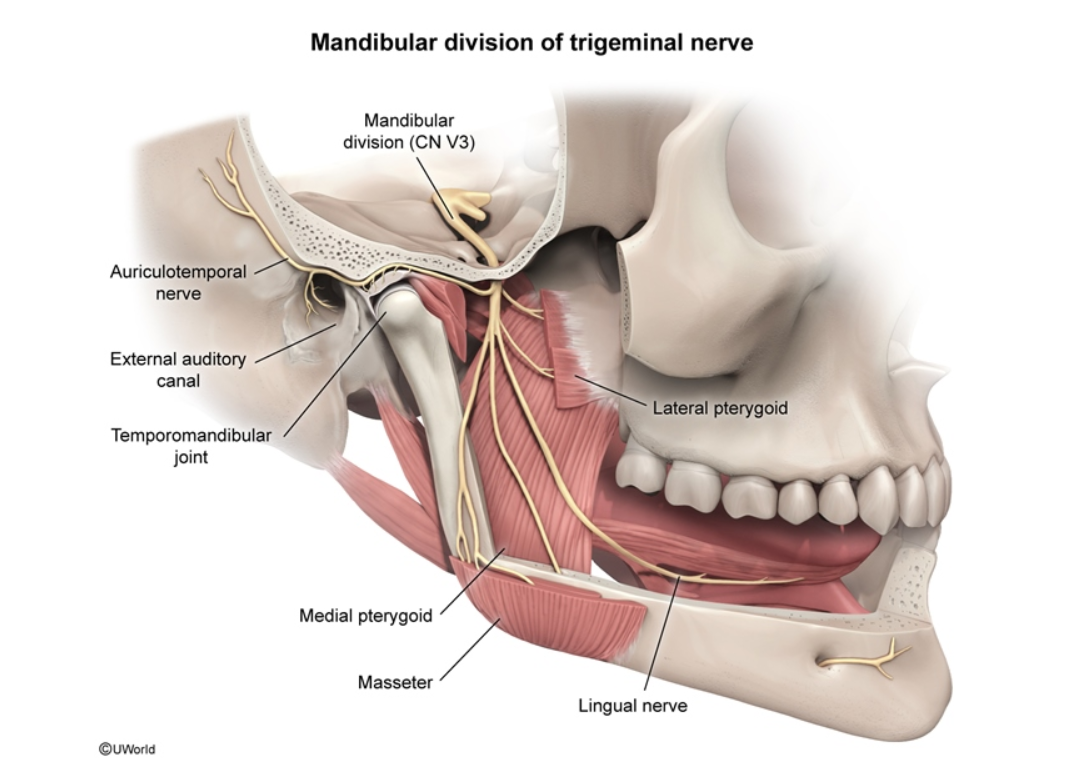 Mandibular division of trigeminal nerve
Mandibular
division (CN V3)
Auriculotemporal
nerve
External auditory
canal
Temporomandibular
joint
Lateral pterygoid
Medial pterygoid
Masseter
Lingual nerve
©UWorld